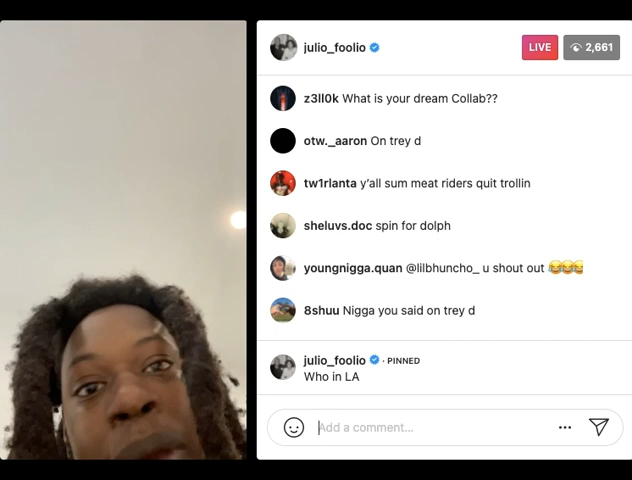 julio_foolio
LIVE
2,661
z3ll0k What is your dream Collab??
otw._aaron On trey d
tw1rlanta y'all sum meat riders quit trollin
sheluvs.doc spin for dolph
youngnigga.quan @lilbhuncho_ u shout out 😂😂😂
8shuu Nigga you said on trey d
julio_foolio · PINNED
Who in LA
Add a comment...